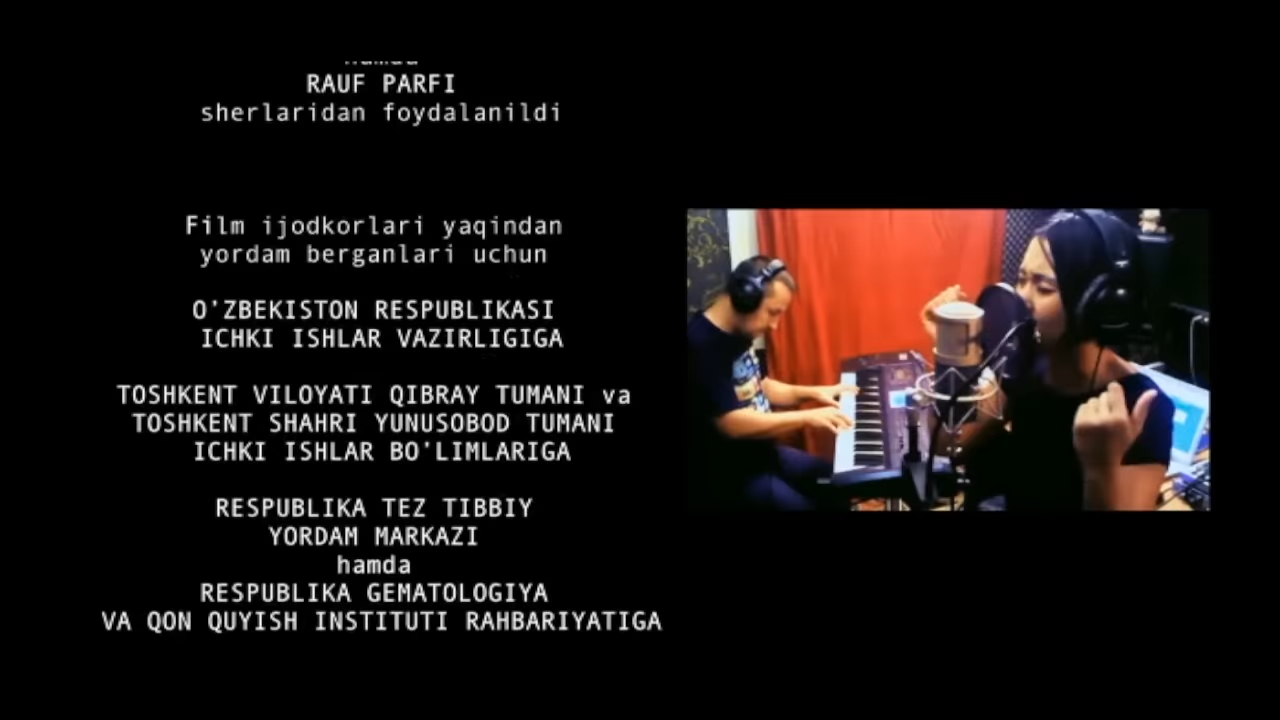 RAUF PARFI
sherlaridan foydalanildi
Film ijodkorlari yaqindan
yordam berganlari uchun
O'ZBEKISTON RESPUBLIKASI
ICHKI ISHLAR VAZIRLIGIGA
TOSHKENT VILOYATI QIBRAY TUMANI va
TOSHKENT SHAHRI YUNUSOBOD TUMANI
ICHKI ISHLAR BO'LIMLARIGA
RESPUBLIKA TEZ TIBBIY
YORDAM MARKAZI
hamda
RESPUBLIKA GEMATOLOGIYA
VA QON QUYISH INSTITUTI RAHBARIYATIGA